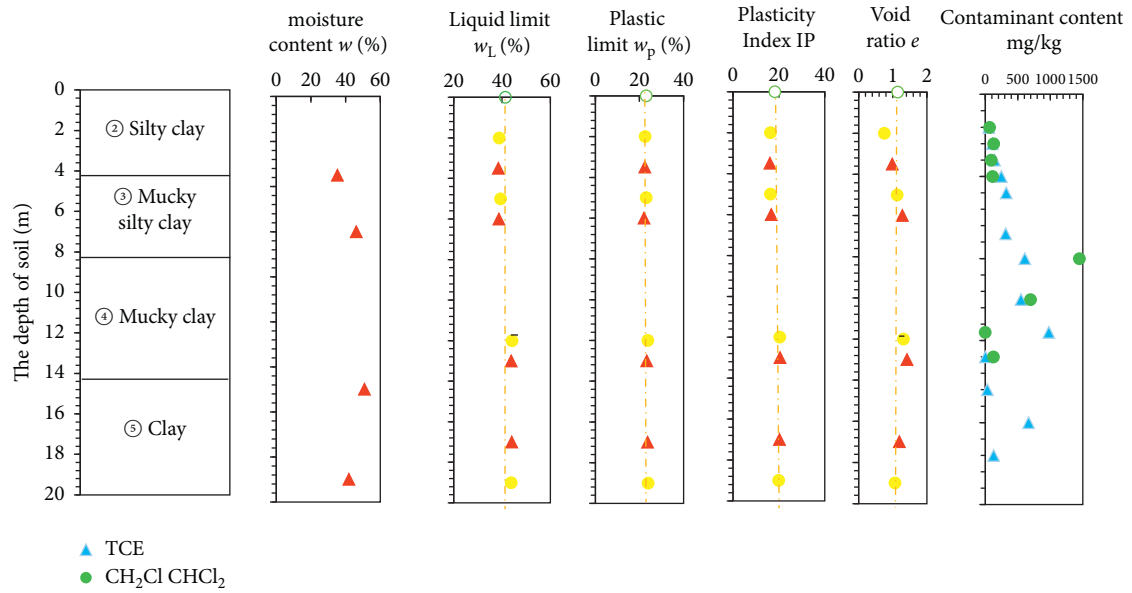 moisture
content w (%)
Liquid limit
wL (%)
Plastic
limit wp (%)
Plasticity
Index IP
Void
ratio e
Contaminant content
mg/kg
0 20 40 60
20 40 60
0 20 40
0 20 40
0 1 2
0 500 1000 1500
The depth of soil (m)
0
2
4
6
8
10
12
14
16
18
20
② Silty clay
③ Mucky
silty clay
④ Mucky clay
⑤ Clay
TCE
CH₂Cl CHCl₂